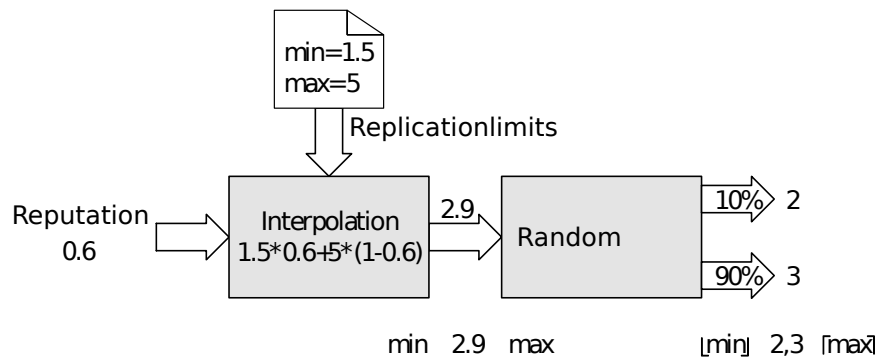 min=1.5
max=5
Replicationlimits
Reputation
0.6
Interpolation
1.5*0.6+5*(1-0.6)
2.9
Random
10% 2
90% 3
min 2.9 max
⌊min⌋ 2,3 ⌈max⌉